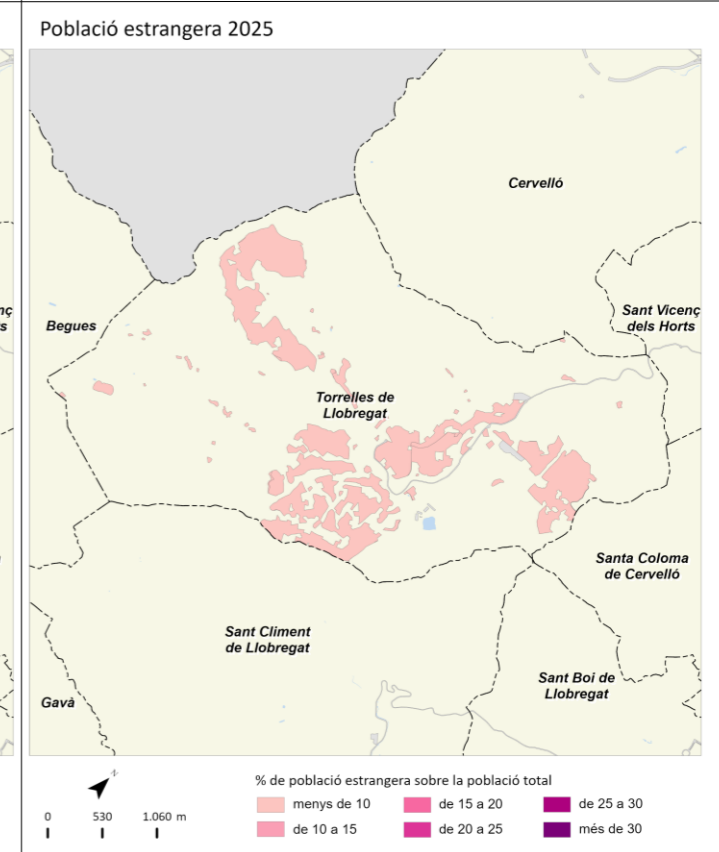 Població estrangera 2025
Cervelló
Sant Vicenç
dels Horts
Begues
Torrelles de
Llobregat
Santa Coloma
de Cervelló
Sant Climent
de Llobregat
Sant Boi de
Llobregat
Gavà
% de població estrangera sobre la població total
menys de 10
de 15 a 20
de 25 a 30
0
530
1.060 m
de 10 a 15
de 20 a 25
més de 30